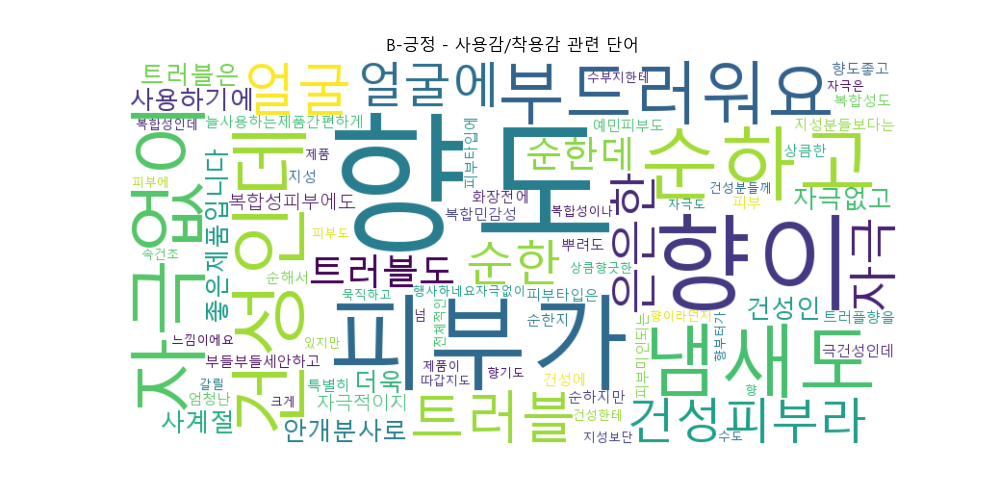 B-긍정 - 사용감/착용감 관련 단어
트러블은
사용하기에
복합성인데
얼굴
얼굴에
부드러워요
수부지한테
향도좋고
자극은
복합성도
늘사용하는제품간편하게
예민피부도
지성분들보다는
자극없이
건성인데
향도
피부타입에
순한데
순하고
상큼한
제품
지성
피부에
좋은제품입니다
복합성피부에도
화장전에
복합민감성
복합성이나
은은한
자극도
건성분들께
피부
자극없고
피부도
트러블도
순한
뿌려도
향이
자극
속건조
순해서
상큼향긋한
묵직하고
향사하네요자극없이
피부타입은
건성인
느낌이에요
있지만
넘
전체적인
순한지
피부가
피부미인되는
향이라면지
향부터가
트러플향을
냄새도
극건성인데
부들부들세안하고
제품이
따갑지도
향기도
갈릴
엄청난
크게
특별히
더욱
건성에
순하지만
향
자극적이지
사계절
안개분사로
트러블
건성한테
지성보단
건성피부라
수도